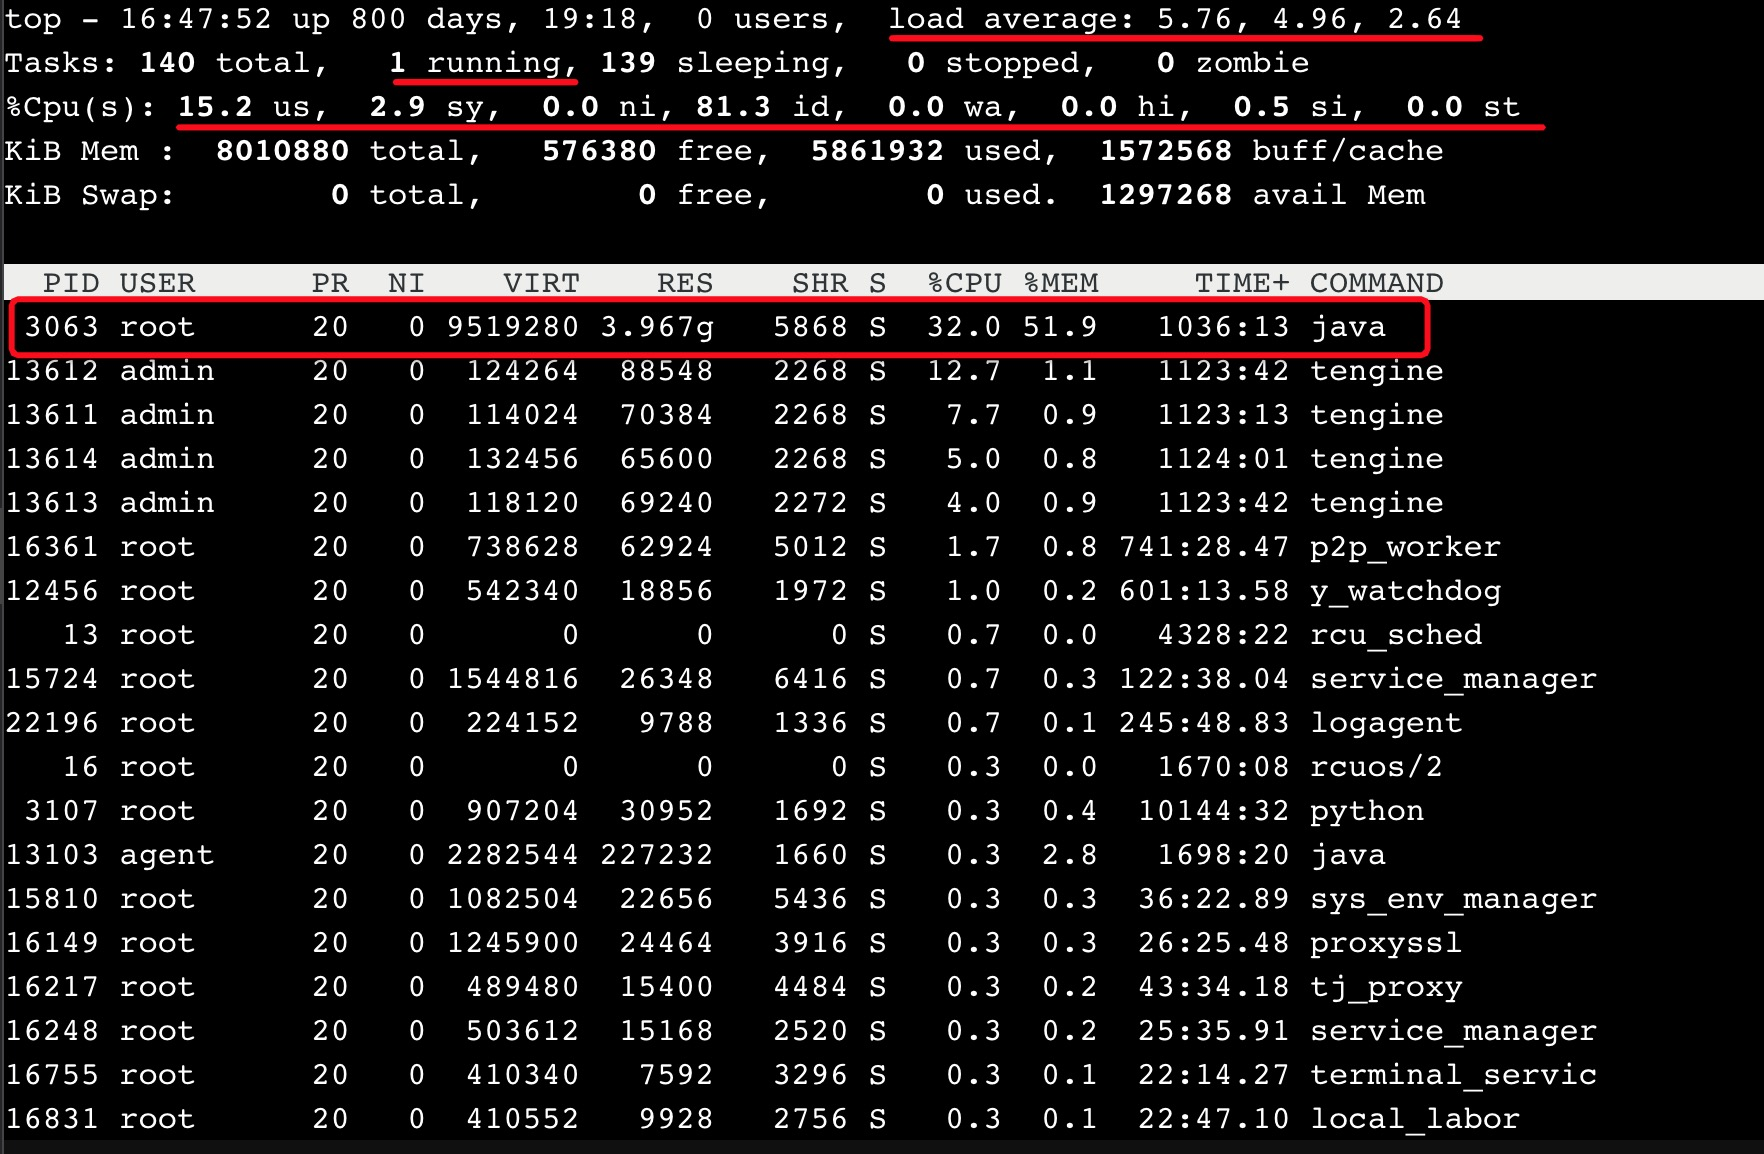 top - 16:47:52 up 800 days, 19:18,  0 users,  load average: 5.76, 4.96, 2.64
Tasks: 140 total,   1 running, 139 sleeping,   0 stopped,   0 zombie
%Cpu(s): 15.2 us,  2.9 sy,  0.0 ni, 81.3 id,  0.0 wa,  0.0 hi,  0.5 si,  0.0 st
KiB Mem :  8010880 total,   576380 free,  5861932 used,  1572568 buff/cache
KiB Swap:        0 total,        0 free,        0 used.  1297268 avail Mem
PID USER      PR  NI    VIRT    RES    SHR S  %CPU %MEM     TIME+ COMMAND
3063 root      20   0 9519280 3.967g   5868 S  32.0 51.9   1036:13 java
13612 admin     20   0  124264  88548   2268 S  12.7  1.1   1123:42 tengine
13611 admin     20   0  114024  70384   2268 S   7.7  0.9   1123:13 tengine
13614 admin     20   0  132456  65600   2268 S   5.0  0.8   1124:01 tengine
13613 admin     20   0  118120  69240   2272 S   4.0  0.9   1123:42 tengine
16361 root      20   0  738628  62924   5012 S   1.7  0.8 741:28.47 p2p_worker
12456 root      20   0  542340  18856   1972 S   1.0  0.2 601:13.58 y_watchdog
13 root      20   0       0      0      0 S   0.7  0.0   4328:22 rcu_sched
15724 root      20   0 1544816  26348   6416 S   0.7  0.3 122:38.04 service_manager
22196 root      20   0  224152   9788   1336 S   0.7  0.1 245:48.83 logagent
16 root      20   0       0      0      0 S   0.3  0.0   1670:08 rcuos/2
3107 root      20   0  907204  30952   1692 S   0.3  0.4  10144:32 python
13103 agent     20   0 2282544 227232   1660 S   0.3  2.8   1698:20 java
15810 root      20   0 1082504  22656   5436 S   0.3  0.3  36:22.89 sys_env_manager
16149 root      20   0 1245900  24464   3916 S   0.3  0.3  26:25.48 proxyssl
16217 root      20   0  489480  15400   4484 S   0.3  0.2  43:34.18 tj_proxy
16248 root      20   0  503612  15168   2520 S   0.3  0.2  25:35.91 service_manager
16755 root      20   0  410340   7592   3296 S   0.3  0.1  22:14.27 terminal_servic
16831 root      20   0  410552   9928   2756 S   0.3  0.1  22:47.10 local_labor